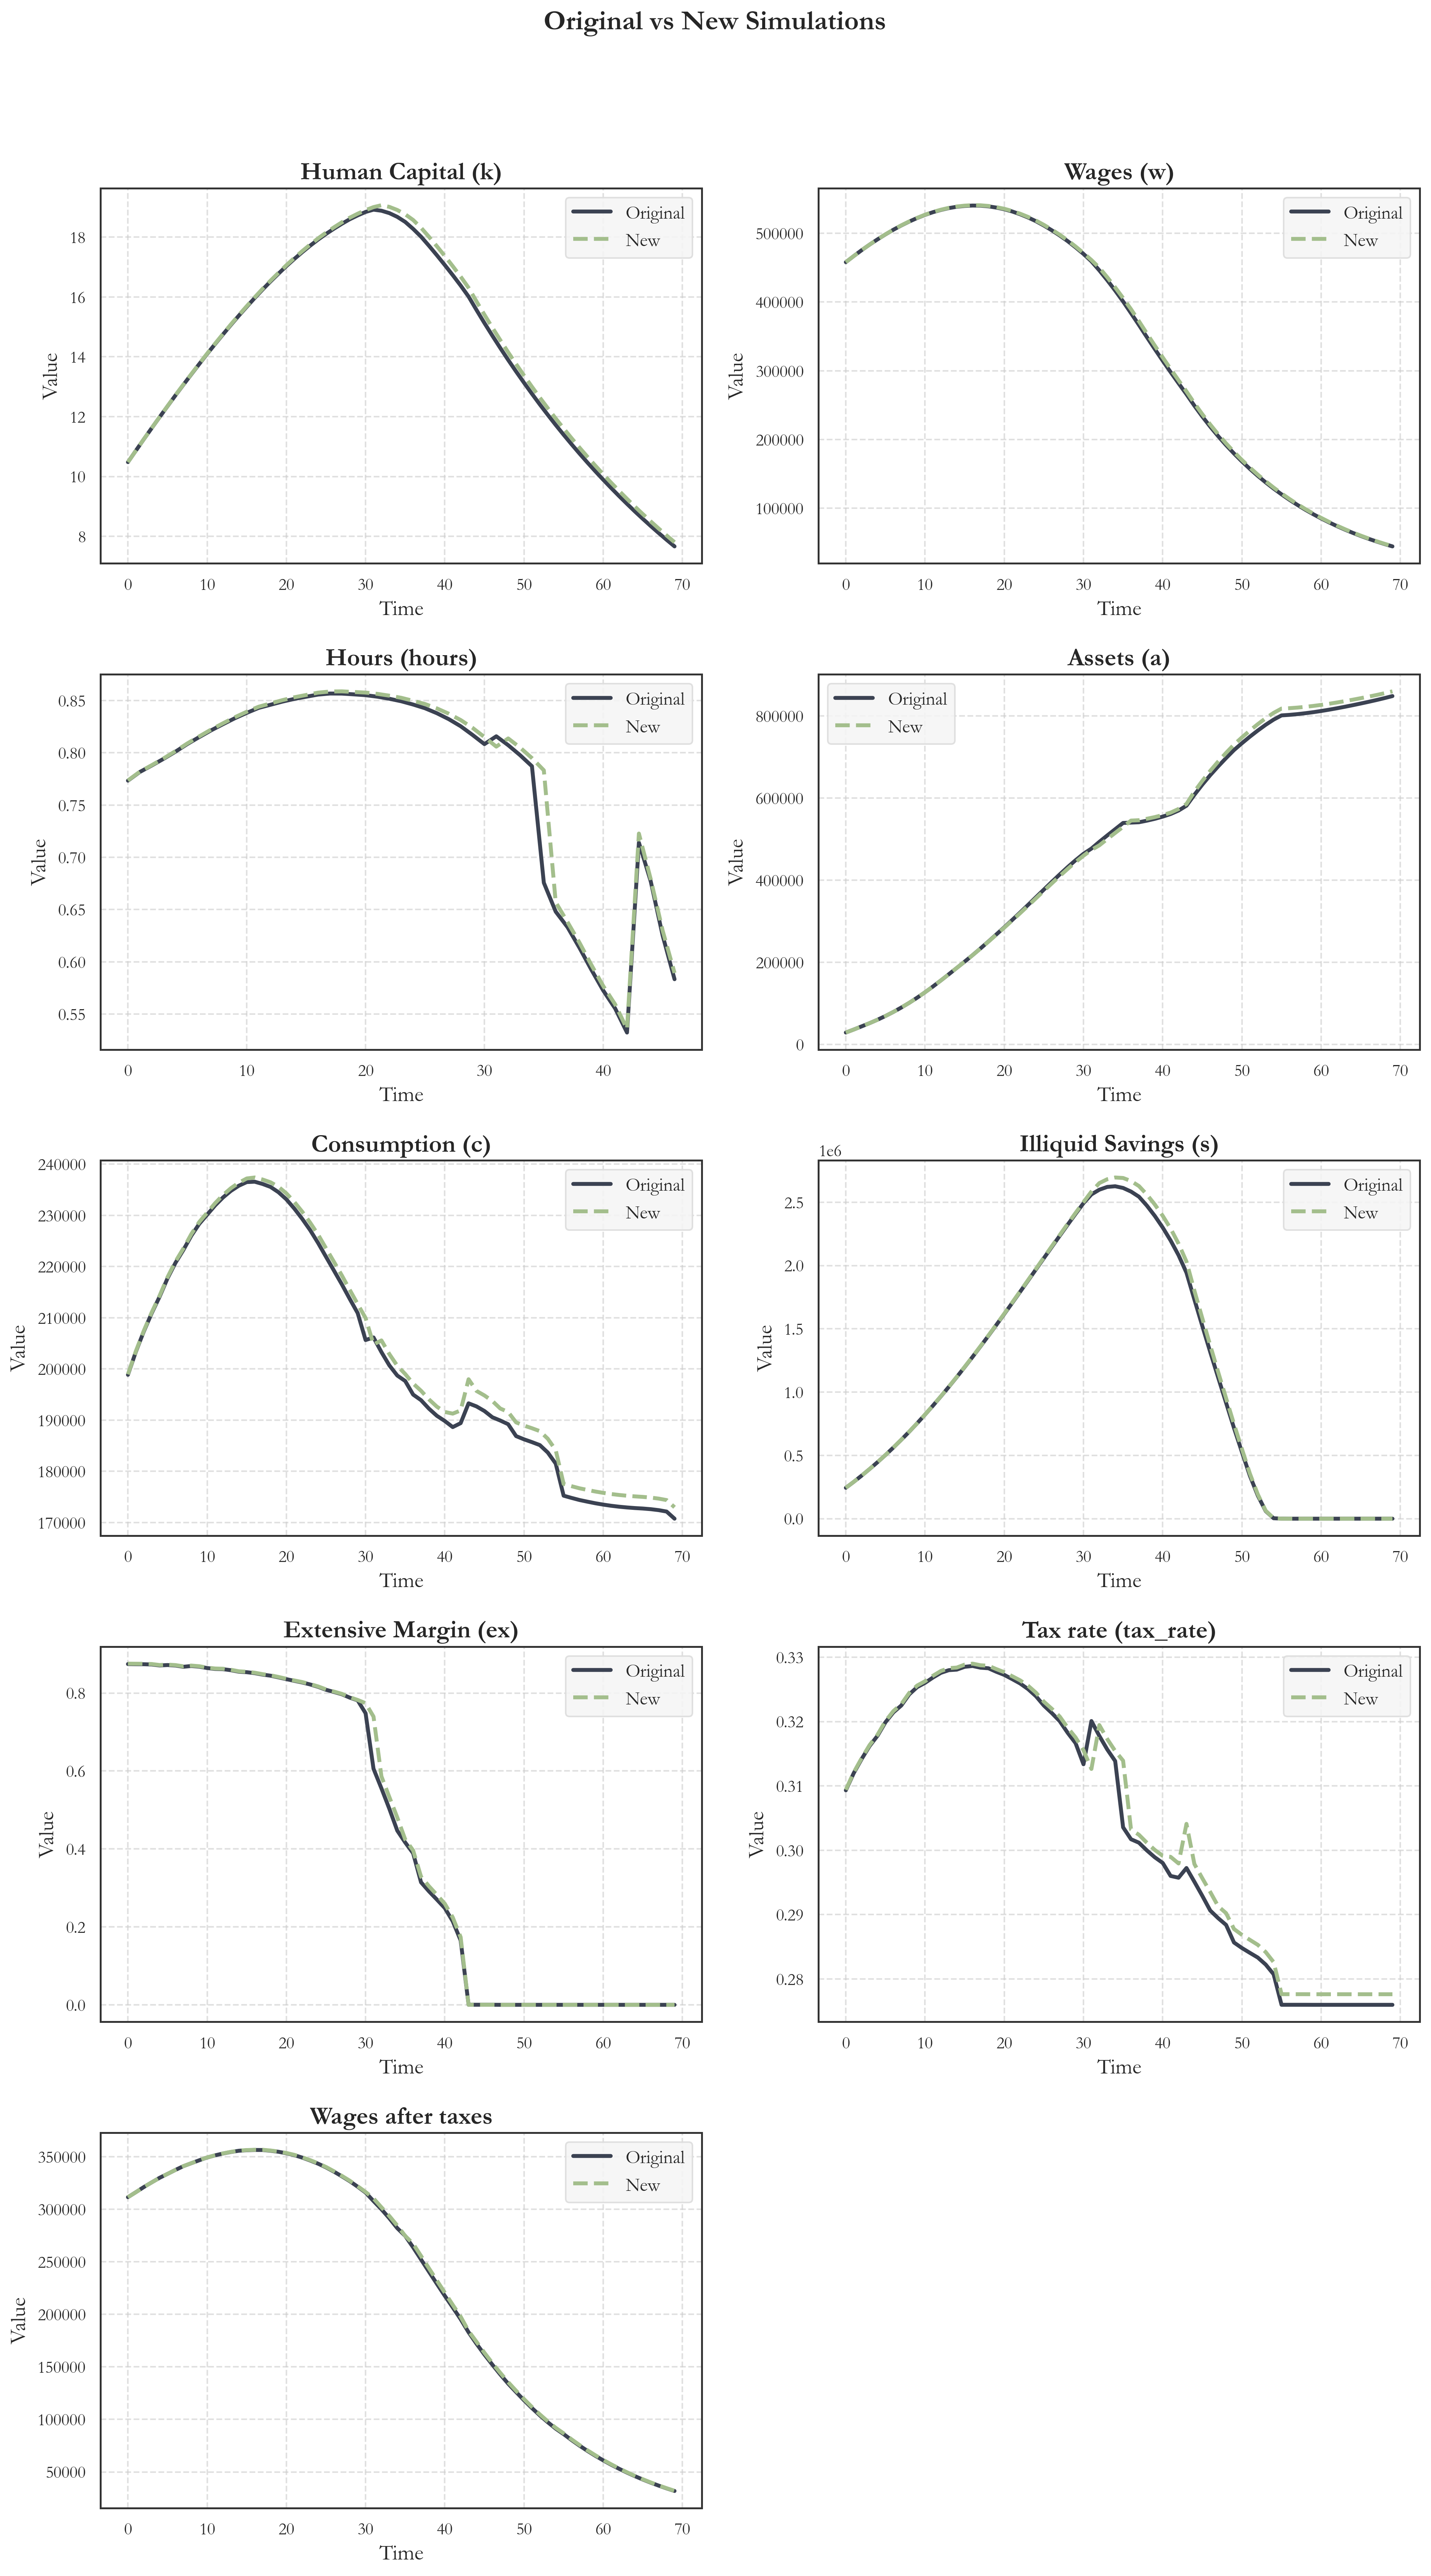 Original vs New Simulations
Human Capital (k)
Value
18
16
14
12
10
8
0 10 20 30 40 50 60 70
Time
Original
New
Wages (w)
Value
500000
400000
300000
200000
100000
0 10 20 30 40 50 60 70
Time
Original
New
Hours (hours)
Value
0.85
0.80
0.75
0.70
0.65
0.60
0.55
0 10 20 30 40
Time
Original
New
Assets (a)
Value
800000
600000
400000
200000
0
0 10 20 30 40 50 60 70
Time
Original
New
Consumption (c)
Value
240000
230000
220000
210000
200000
190000
180000
170000
0 10 20 30 40 50 60 70
Time
Original
New
Illiquid Savings (s)
1e6
Value
2.5
2.0
1.5
1.0
0.5
0.0
0 10 20 30 40 50 60 70
Time
Original
New
Extensive Margin (ex)
Value
0.8
0.6
0.4
0.2
0.0
0 10 20 30 40 50 60 70
Time
Original
New
Tax rate (tax_rate)
Value
0.33
0.32
0.31
0.30
0.29
0.28
0 10 20 30 40 50 60 70
Time
Original
New
Wages after taxes
Value
350000
300000
250000
200000
150000
100000
50000
0 10 20 30 40 50 60 70
Time
Original
New